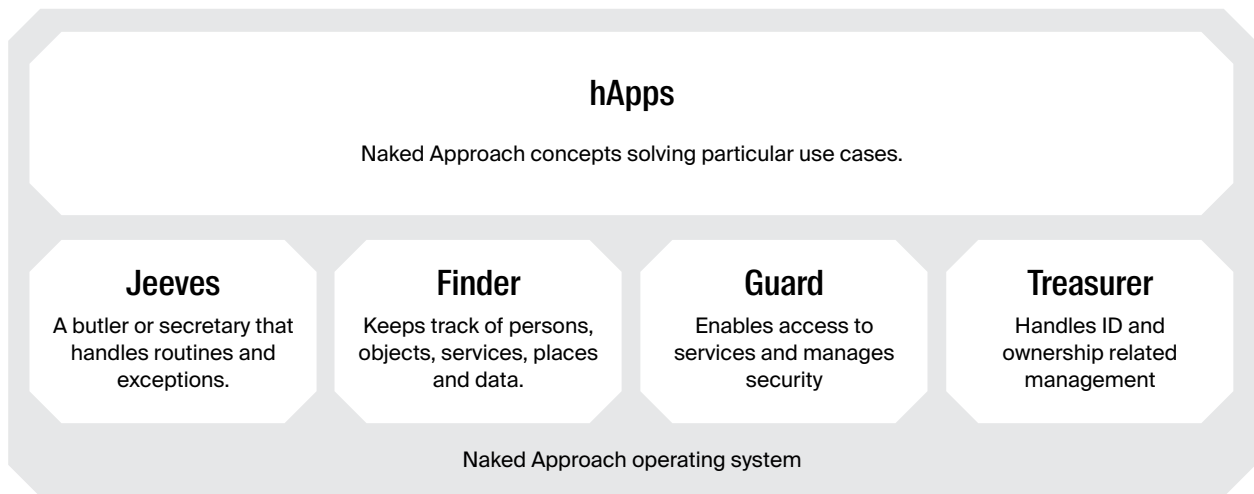 hApps
Naked Approach concepts solving particular use cases.
Jeeves
A butler or secretary that
handles routines and
exceptions.
Finder
Keeps track of persons,
objects, services, places
and data.
Guard
Enables access to
services and manages
security
Treasurer
Handles ID and
ownership related
management
Naked Approach operating system